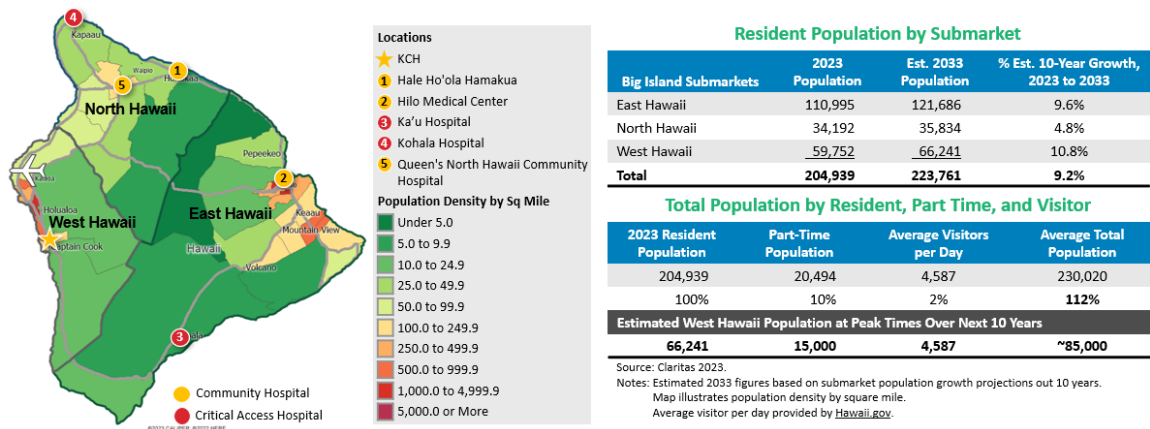 4
Kapaau
Waipio
1
5
North Hawaii
Pepeekeo
2
Holualoa
West Hawaii
East Hawaii
Keaau
Mountain View
Captain Cook
Hawaii
Volcano
3
Community Hospital
Critical Access Hospital
Locations
KCH
1 Hale Ho'ola Hamakua
2 Hilo Medical Center
3 Ka'u Hospital
4 Kohala Hospital
5 Queen's North Hawaii Community
Hospital
Population Density by Sq Mile
Under 5.0
5.0 to 9.9
10.0 to 24.9
25.0 to 49.9
50.0 to 99.9
100.0 to 249.9
250.0 to 499.9
500.0 to 999.9
1,000.0 to 4,999.9
5,000.0 or More
Resident Population by Submarket
Big Island Submarkets 2023 Population Est. 2033 Population % Est. 10-Year Growth, 2023 to 2033
East Hawaii 110,995 121,686 9.6%
North Hawaii 34,192 35,834 4.8%
West Hawaii 59,752 66,241 10.8%
Total 204,939 223,761 9.2%
Total Population by Resident, Part Time, and Visitor
2023 Resident Population Part-Time Population Average Visitors per Day Average Total Population
204,939 20,494 4,587 230,020
100% 10% 2% 112%
Estimated West Hawaii Population at Peak Times Over Next 10 Years
66,241 15,000 4,587 ~85,000
Source: Claritas 2023.
Notes: Estimated 2033 figures based on submarket population growth projections out 10 years.
Map illustrates population density by square mile.
Average visitor per day provided by Hawaii.gov.